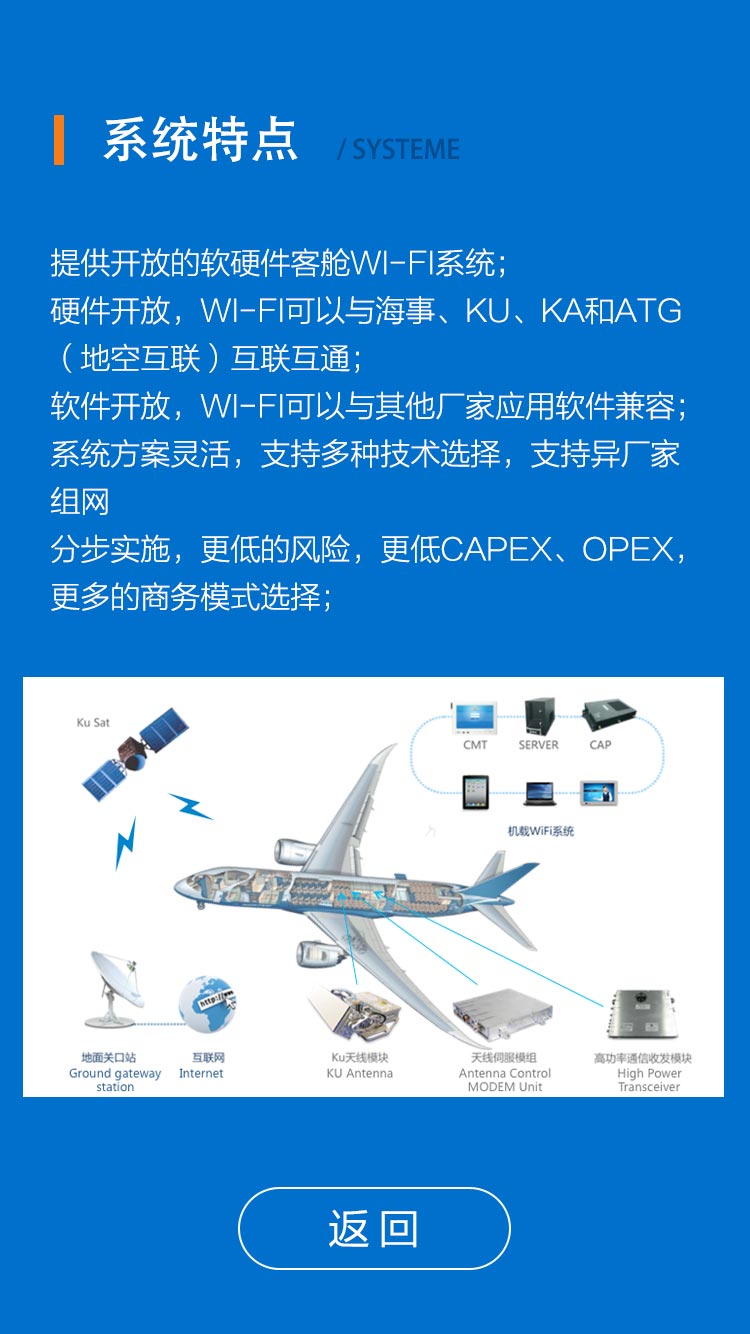 系统特点 / SYSTEME
提供开放的软硬件客舱WI-FI系统；
硬件开放，WI-FI可以与海事、KU、KA和ATG
（地空互联）互联互通；
软件开放，WI-FI可以与其他厂家应用软件兼容；
系统方案灵活，支持多种技术选择，支持异厂家
组网
分步实施，更低的风险，更低CAPEX、OPEX，
更多的商务模式选择；
Ku Sat
CMT SERVER CAP
机载WiFi系统
http://w
地面关口站
Ground gateway
station
互联网
Internet
Ku天线模块
KU Antenna
天线伺服模组
Antenna Control
MODEM Unit
高功率通信收发模块
High Power
Transceiver
返回